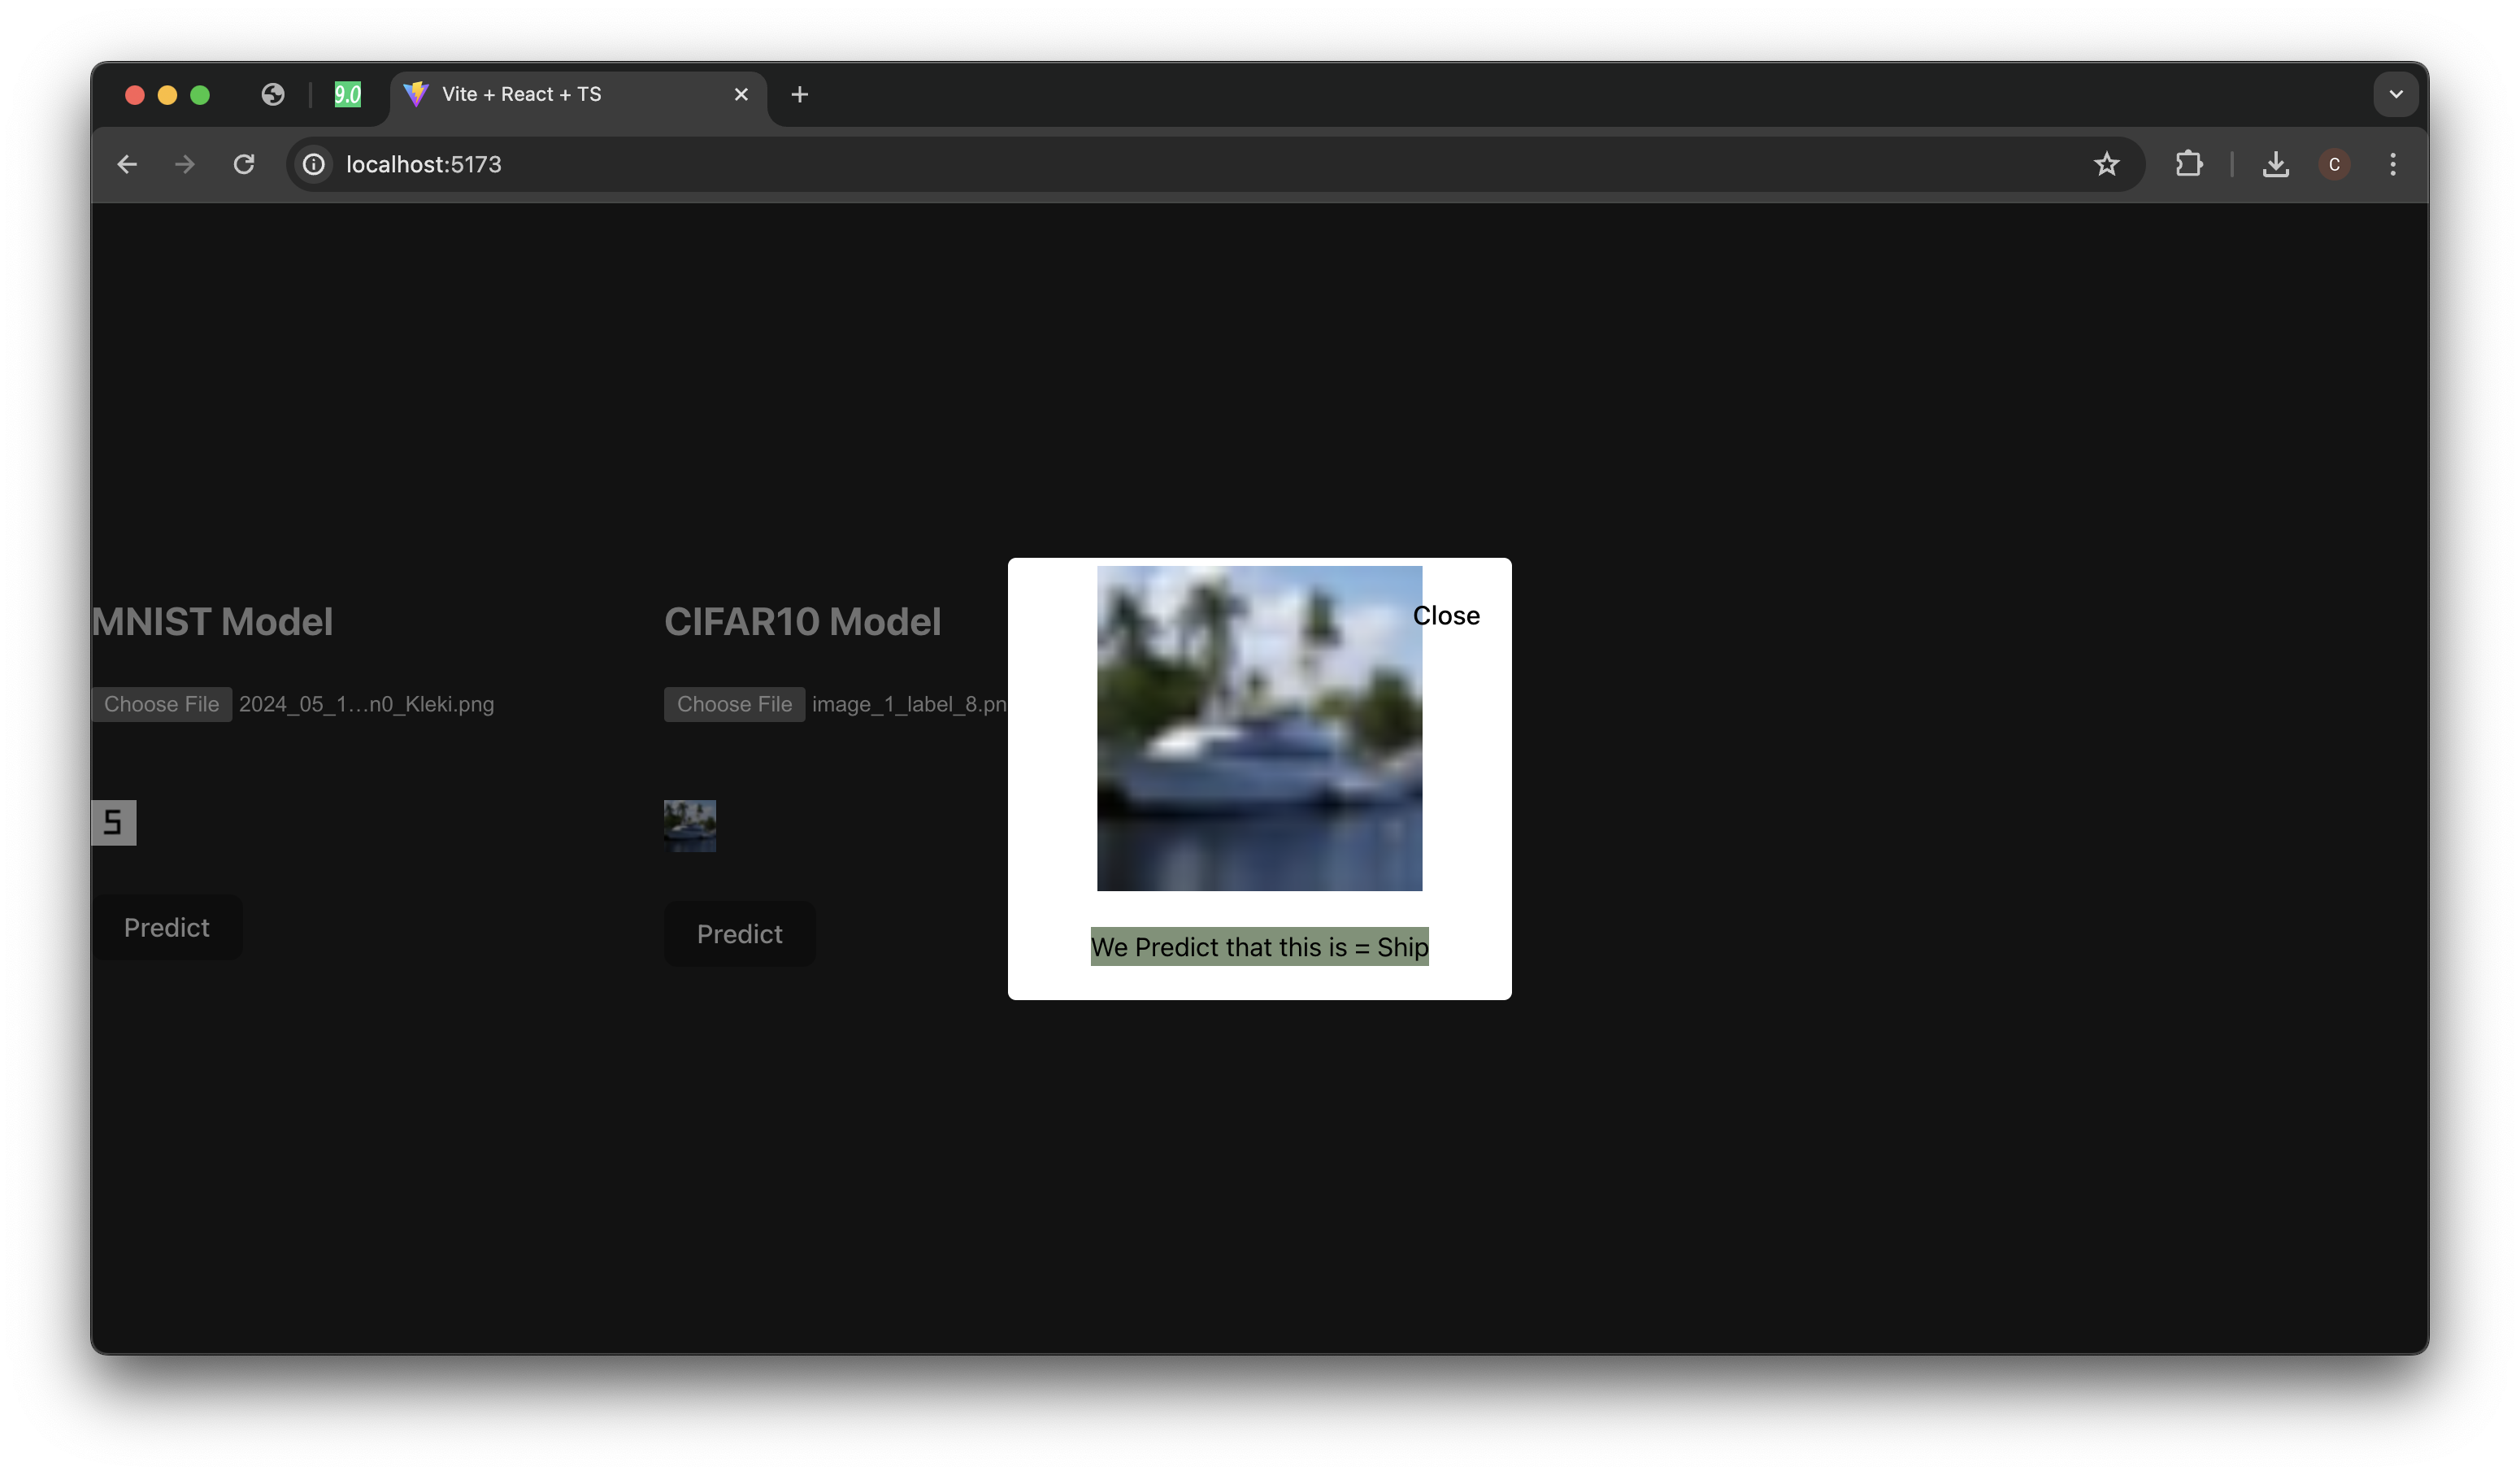 9.0
Vite + React + TS
localhost:5173
C
MNIST Model
CIFAR10 Model
Close
Choose File 2024_05_1…n0_Kleki.png
Choose File image_1_label_8.pn
5
Predict
Predict
We Predict that this is = Ship